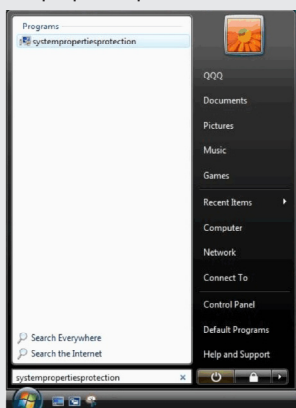 Programs
systempropertiesprotection
Search Everywhere
Search the Internet
systempropertiesprotection
QQQ
Documents
Pictures
Music
Games
Recent Items
Computer
Network
Connect To
Control Panel
Default Programs
Help and Support